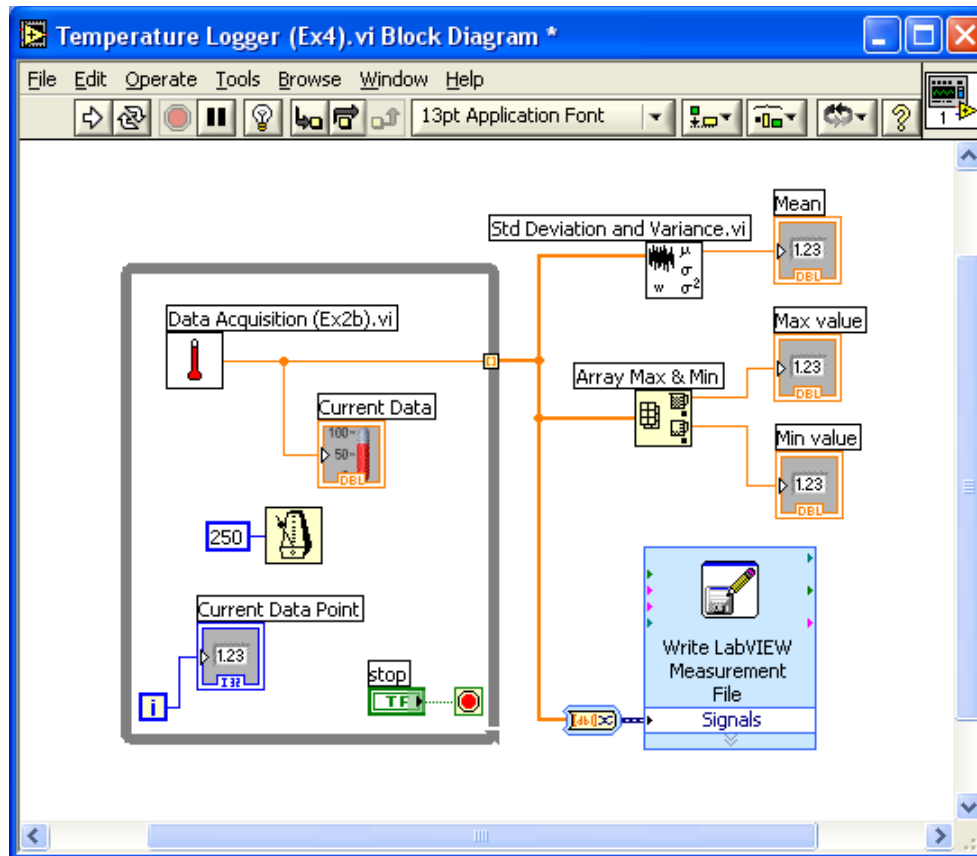 Temperature Logger (Ex4).vi Block Diagram *
File Edit Operate Tools Browse Window Help
13pt Application Font
1
Mean
Std Deviation and Variance.vi
μ
σ
w σ²
1.23
DBL
Data Acquisition (Ex2b).vi
Max value
1.23
DBL
Array Max & Min
Current Data
100
50
DBL
Min value
1.23
DBL
250
Current Data Point
1.23
I32
i
stop
TF
Write LabVIEW
Measurement
File
Signals
[dbl]